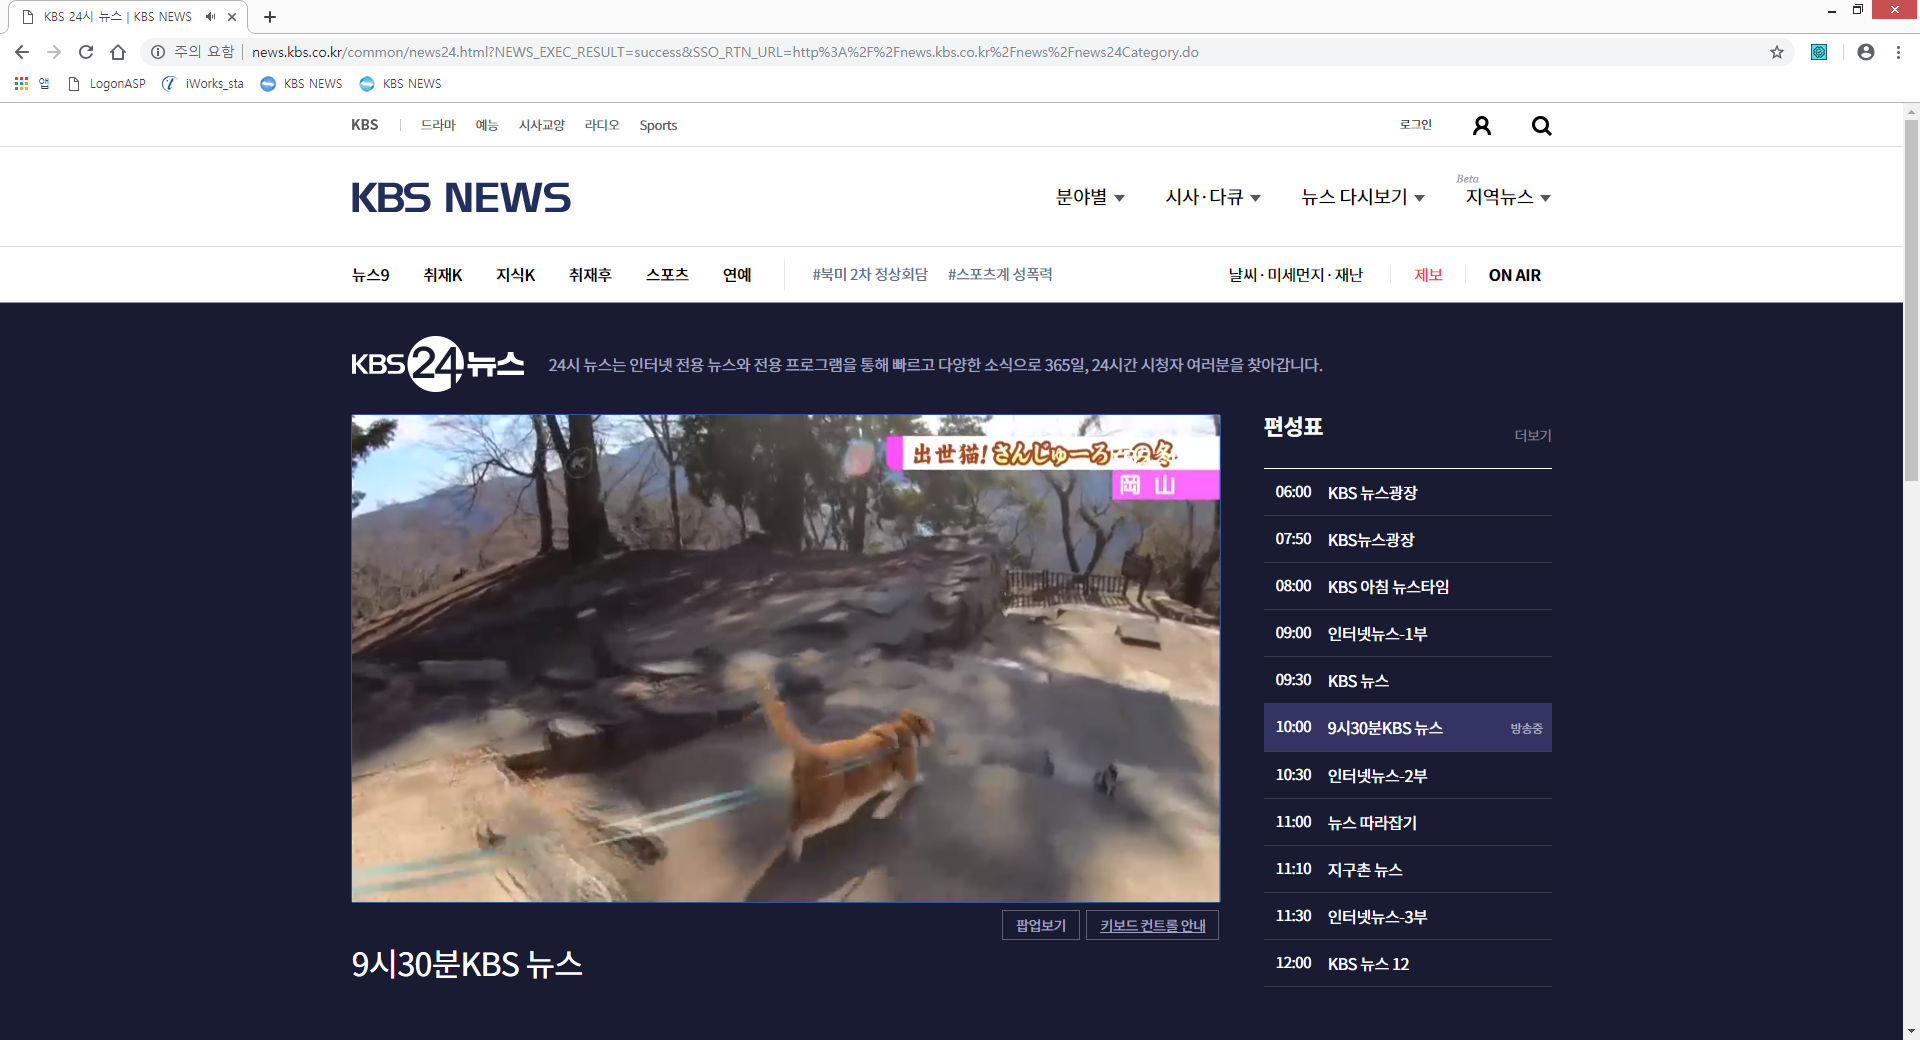 KBS 24시 뉴스 | KBS NEWS
주의 요함 | news.kbs.co.kr/common/news24.html?NEWS_EXEC_RESULT=success&SSO_RTN_URL=http%3A%2F%2Fnews.kbs.co.kr%2Fnews%2Fnews24Category.do
앱 LogonASP iWorks_sta KBS NEWS KBS NEWS
KBS | 드라마 예능 시사교양 라디오 Sports 로그인
Beta
KBS NEWS 분야별 시사·다큐 뉴스 다시보기 지역뉴스
뉴스9 취재K 지식K 취재후 스포츠 연예 #북미 2차 정상회담 #스포츠계 성폭력 날씨·미세먼지·재난 제보 ON AIR
KBS 24 뉴스 24시 뉴스는 인터넷 전용 뉴스와 전용 프로그램을 통해 빠르고 다양한 소식으로 365일, 24시간 시청자 여러분을 찾아갑니다.
出世猫!さんじゅーろーの冬
岡山
팝업보기 키보드 컨트롤 안내
9시30분KBS 뉴스
편성표 더보기
06:00 KBS 뉴스광장
07:50 KBS뉴스광장
08:00 KBS 아침 뉴스타임
09:00 인터넷뉴스-1부
09:30 KBS 뉴스
10:00 9시30분KBS 뉴스 방송중
10:30 인터넷뉴스-2부
11:00 뉴스 따라잡기
11:10 지구촌 뉴스
11:30 인터넷뉴스-3부
12:00 KBS 뉴스 12